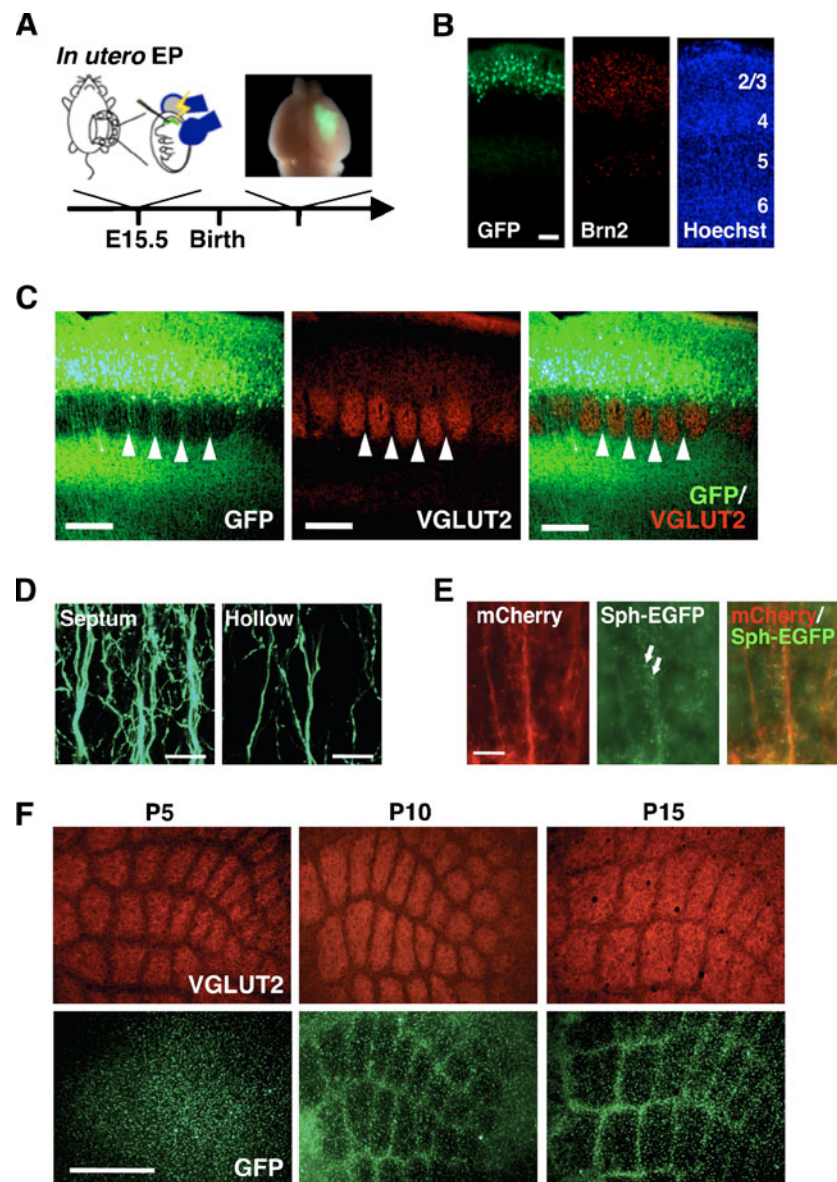 A
In utero EP
E15.5
Birth
B
GFP
Brn2
Hoechst
2/3
4
5
6
C
GFP
VGLUT2
GFP/
VGLUT2
D
Septum
Hollow
E
mCherry
Sph-EGFP
mCherry/
Sph-EGFP
F
P5
P10
P15
VGLUT2
GFP